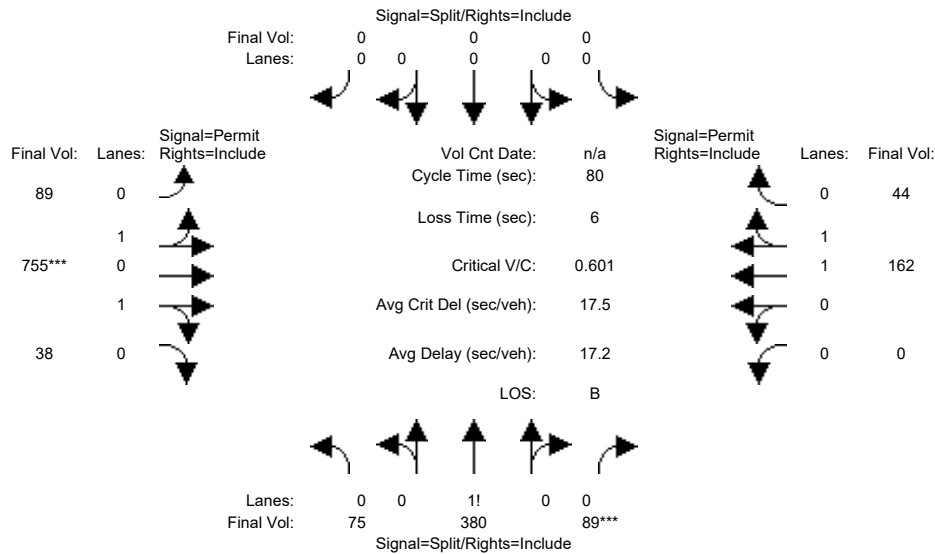 Signal=Split/Rights=Include
Final Vol: 0 0 0
Lanes: 0 0 0 0 0
Signal=Permit Signal=Permit
Final Vol: Lanes: Rights=Include Vol Cnt Date: n/a Rights=Include Lanes: Final Vol:
Cycle Time (sec): 80
89 0 0 44
Loss Time (sec): 6
1 1
755*** 0 Critical V/C: 0.601 1 162
1 Avg Crit Del (sec/veh): 17.5 0
38 0 Avg Delay (sec/veh): 17.2 0 0
LOS: B
Lanes: 0 0 1! 0 0
Final Vol: 75 380 89***
Signal=Split/Rights=Include